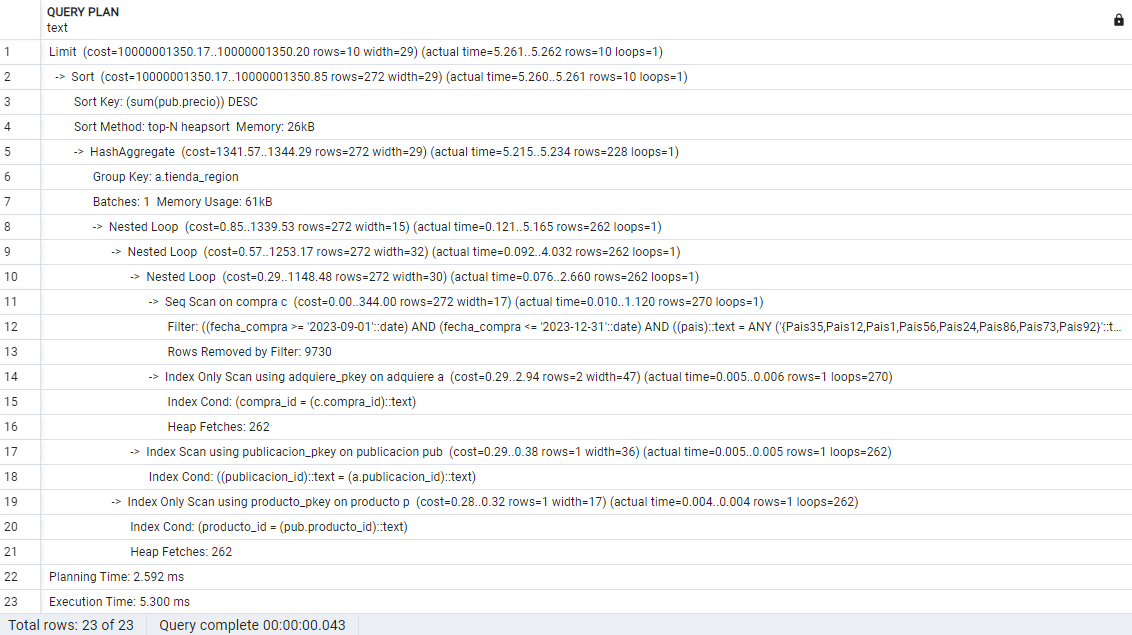 QUERY PLAN
text
1 Limit (cost=10000001350.17..10000001350.20 rows=10 width=29) (actual time=5.261..5.262 rows=10 loops=1)
2 -> Sort (cost=10000001350.17..10000001350.85 rows=272 width=29) (actual time=5.260..5.261 rows=10 loops=1)
3 Sort Key: (sum(pub.precio)) DESC
4 Sort Method: top-N heapsort Memory: 26kB
5 -> HashAggregate (cost=1341.57..1344.29 rows=272 width=29) (actual time=5.215..5.234 rows=228 loops=1)
6 Group Key: a.tienda_region
7 Batches: 1 Memory Usage: 61kB
8 -> Nested Loop (cost=0.85..1339.53 rows=272 width=15) (actual time=0.121..5.165 rows=262 loops=1)
9 -> Nested Loop (cost=0.57..1253.17 rows=272 width=32) (actual time=0.092..4.032 rows=262 loops=1)
10 -> Nested Loop (cost=0.29..1148.48 rows=272 width=30) (actual time=0.076..2.660 rows=262 loops=1)
11 -> Seq Scan on compra c (cost=0.00..344.00 rows=272 width=17) (actual time=0.010..1.120 rows=270 loops=1)
12 Filter: ((fecha_compra >= '2023-09-01'::date) AND (fecha_compra <= '2023-12-31'::date) AND ((pais)::text = ANY ('{Pais35,Pais12,Pais1,Pais56,Pais24,Pais86,Pais73,Pais92}'::t...
13 Rows Removed by Filter: 9730
14 -> Index Only Scan using adquiere_pkey on adquiere a (cost=0.29..2.94 rows=2 width=47) (actual time=0.005..0.006 rows=1 loops=270)
15 Index Cond: (compra_id = (c.compra_id)::text)
16 Heap Fetches: 262
17 -> Index Scan using publicacion_pkey on publicacion pub (cost=0.29..0.38 rows=1 width=36) (actual time=0.005..0.005 rows=1 loops=262)
18 Index Cond: ((publicacion_id)::text = (a.publicacion_id)::text)
19 -> Index Only Scan using producto_pkey on producto p (cost=0.28..0.32 rows=1 width=17) (actual time=0.004..0.004 rows=1 loops=262)
20 Index Cond: (producto_id = (pub.producto_id)::text)
21 Heap Fetches: 262
22 Planning Time: 2.592 ms
23 Execution Time: 5.300 ms
Total rows: 23 of 23 Query complete 00:00:00.043